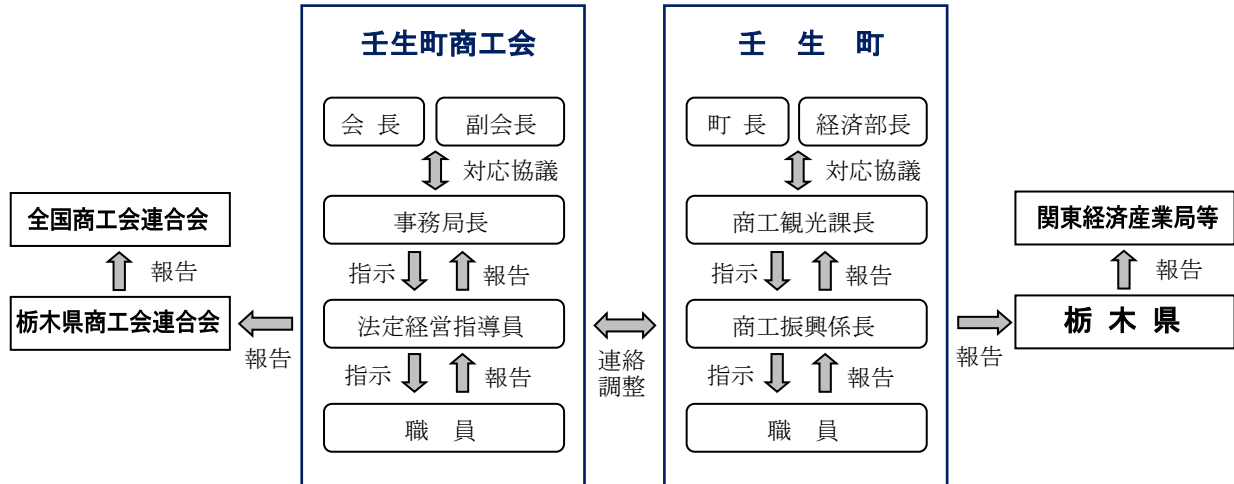 壬生町商工会
会 長
副会長
対応協議
事務局長
指示
報告
法定経営指導員
指示
報告
職 員
全国商工会連合会
報告
栃木県商工会連合会
報告
連絡
調整
壬 生 町
町 長
経済部長
対応協議
商工観光課長
指示
報告
商工振興係長
指示
報告
職 員
関東経済産業局等
報告
栃 木 県
報告